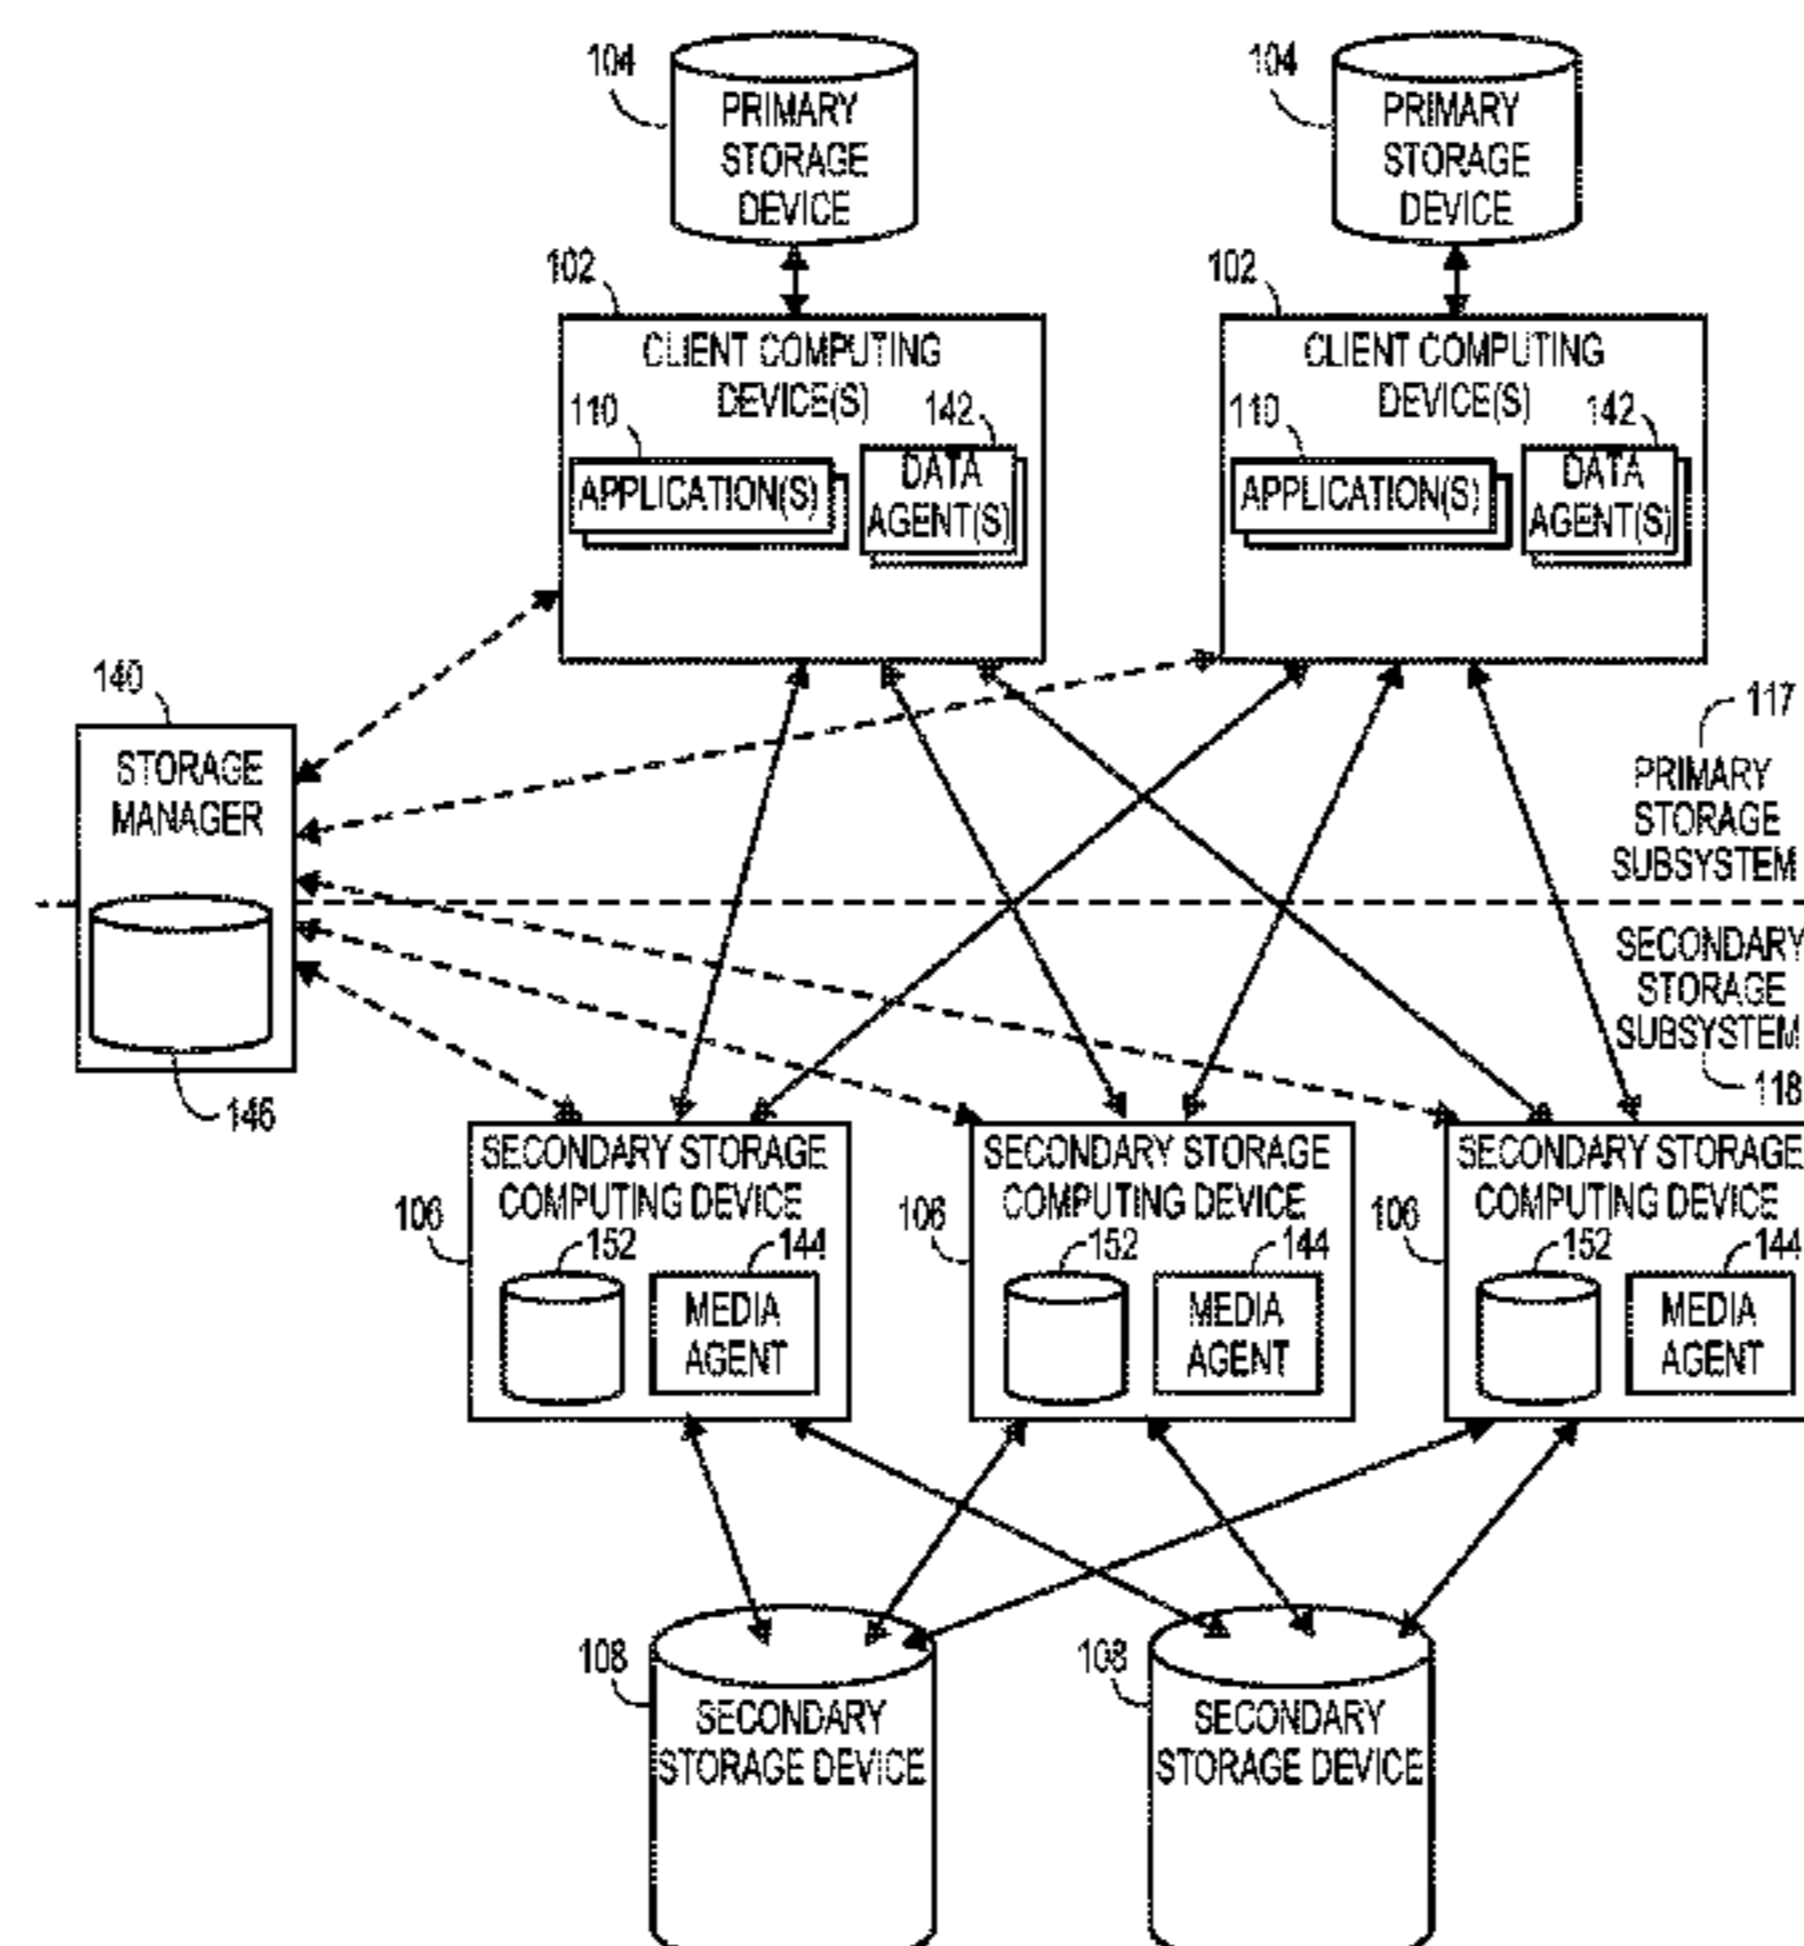 104
PRIMARY
STORAGE
DEVICE
104
PRIMARY
STORAGE
DEVICE
102
CLIENT COMPUTING
DEVICE(S)
110
APPLICATION(S)
142
DATA
AGENT(S)
102
CLIENT COMPUTING
DEVICE(S)
110
APPLICATION(S)
142
DATA
AGENT(S)
140
STORAGE
MANAGER
146
117
PRIMARY
STORAGE
SUBSYSTEM
SECONDARY
STORAGE
SUBSYSTEM
118
106
SECONDARY STORAGE
COMPUTING DEVICE
152
144
MEDIA
AGENT
106
SECONDARY STORAGE
COMPUTING DEVICE
152
144
MEDIA
AGENT
106
SECONDARY STORAGE
COMPUTING DEVICE
152
144
MEDIA
AGENT
108
SECONDARY
STORAGE DEVICE
108
SECONDARY
STORAGE DEVICE